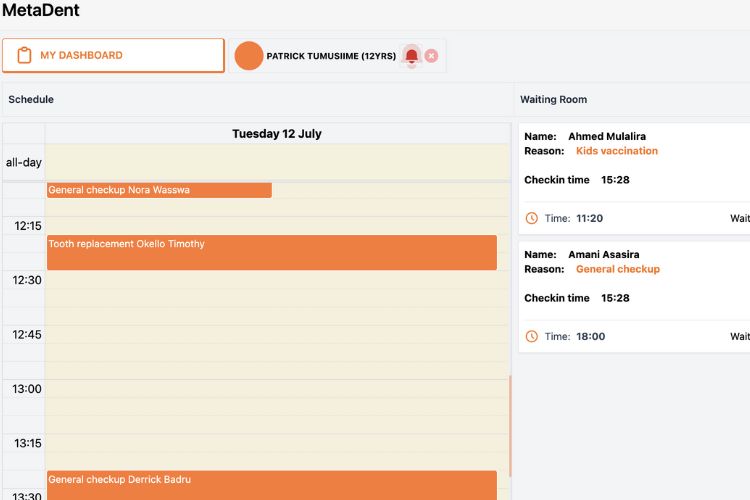 MetaDent
MY DASHBOARD
PATRICK TUMUSIIME (12YRS)
Schedule
Waiting Room
Tuesday 12 July
all-day
General checkup Nora Wasswa
12:15
Tooth replacement Okello Timothy
12:30
12:45
13:00
13:15
General checkup Derrick Badru
13:30
Name: Ahmed Mulalira
Reason: Kids vaccination
Checkin time 15:28
Time: 11:20 Wait
Name: Amani Asasira
Reason: General checkup
Checkin time 15:28
Time: 18:00 Wait